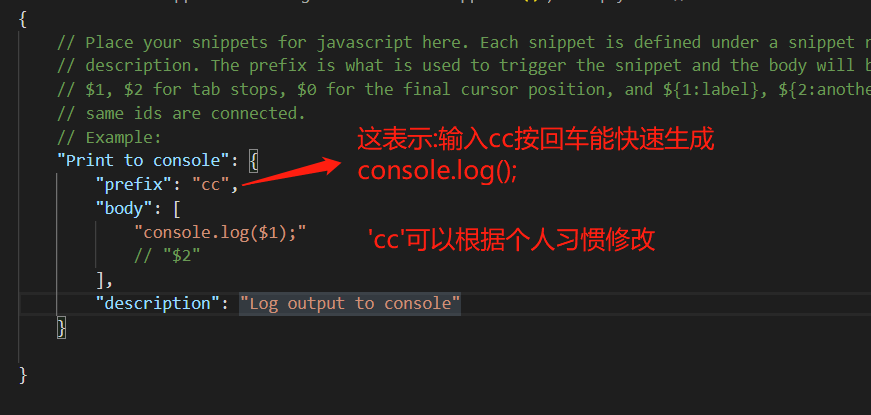 {
// Place your snippets for javascript here. Each snippet is defined under a snippet
// description. The prefix is what is used to trigger the snippet and the body will
// $1, $2 for tab stops, $0 for the final cursor position, and ${1:label}, ${2:anothe
// same ids are connected.
// Example:
"Print to console": {
"prefix": "cc",
这表示:输入cc按回车能快速生成
console.log();
"body": [
"console.log($1);"
'cc'可以根据个人习惯修改
// "$2"
],
"description": "Log output to console"
}
}